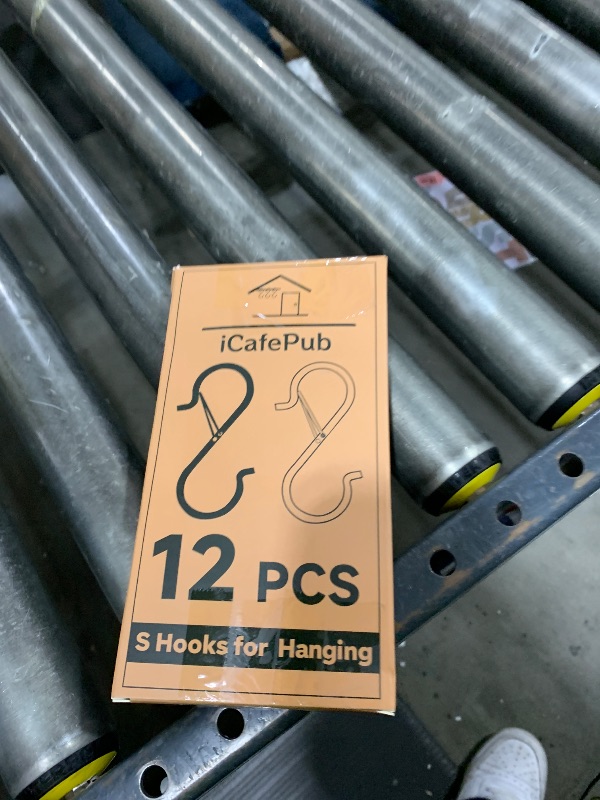 iCafePub
12 PCS
S Hooks for Hanging